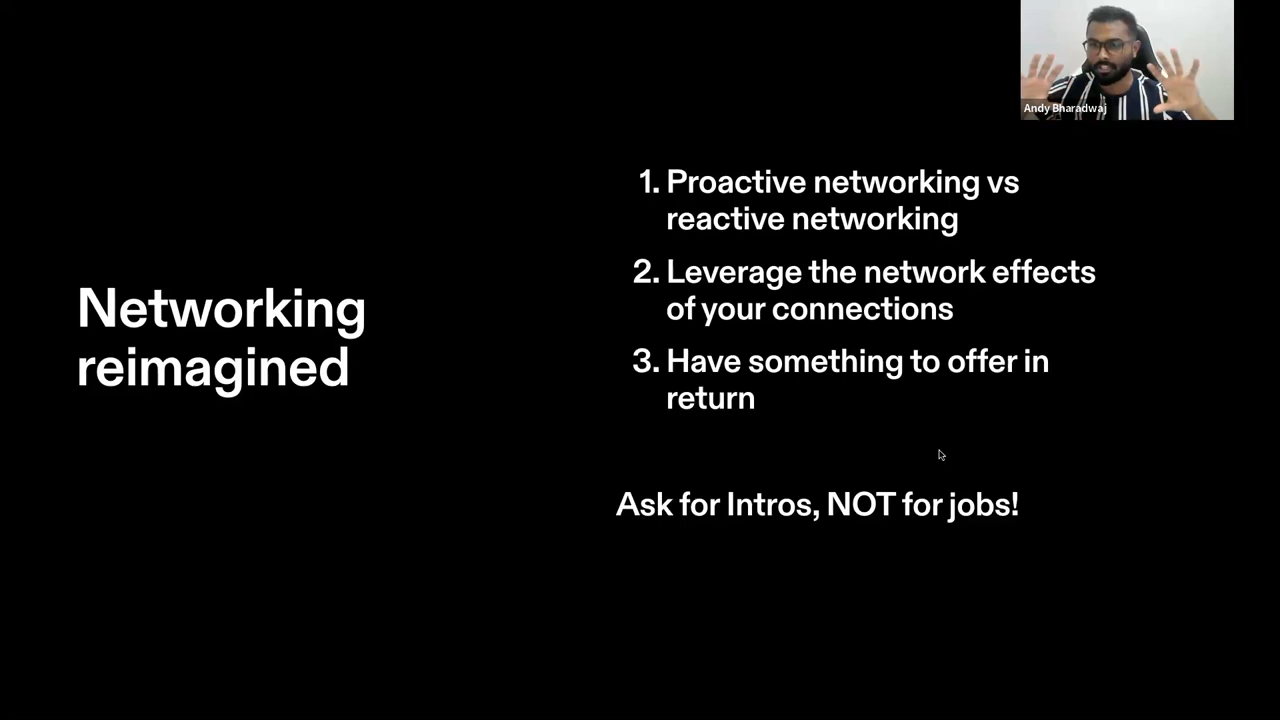 Andy Bharadwaj
Networking
reimagined
1. Proactive networking vs
reactive networking
2. Leverage the network effects
of your connections
3. Have something to offer in
return
Ask for Intros, NOT for jobs!